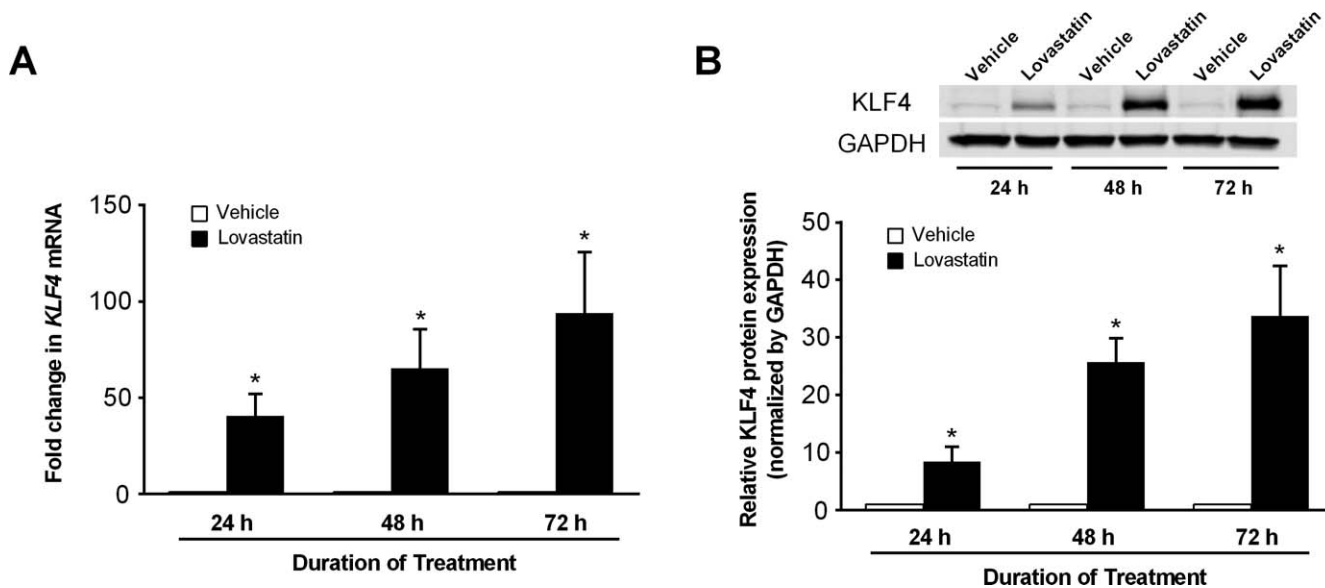 A
Vehicle
Lovastatin
Fold change in KLF4 mRNA
150
100
50
0
*
*
*
24 h
48 h
72 h
Duration of Treatment
B
Vehicle
Lovastatin
Vehicle
Lovastatin
Vehicle
Lovastatin
KLF4
GAPDH
24 h
48 h
72 h
Vehicle
Lovastatin
Relative KLF4 protein expression
(normalized by GAPDH)
50
40
30
20
10
0
*
*
*
24 h
48 h
72 h
Duration of Treatment